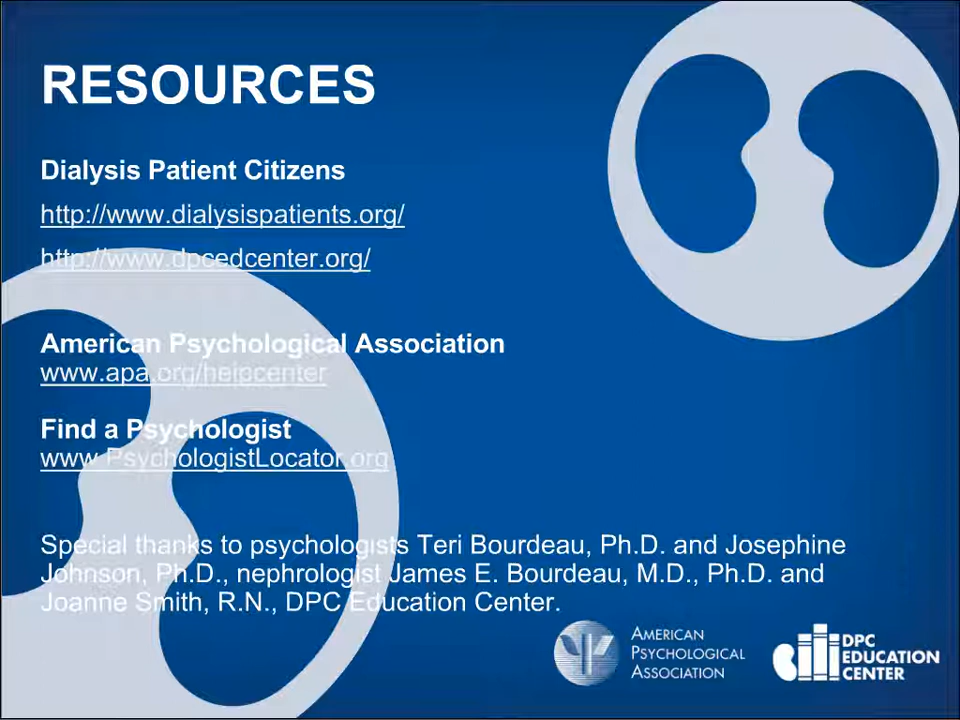 RESOURCES
Dialysis Patient Citizens
http://www.dialysispatients.org/
http://www.dpcedcenter.org/
American Psychological Association
www.apa.org/helpcenter
Find a Psychologist
www.PsychologistLocator.org
Special thanks to psychologists Teri Bourdeau, Ph.D. and Josephine
Johnson, Ph.D., nephrologist James E. Bourdeau, M.D., Ph.D. and
Joanne Smith, R.N., DPC Education Center.
AMERICAN
PSYCHOLOGICAL
ASSOCIATION
DPC
EDUCATION
CENTER